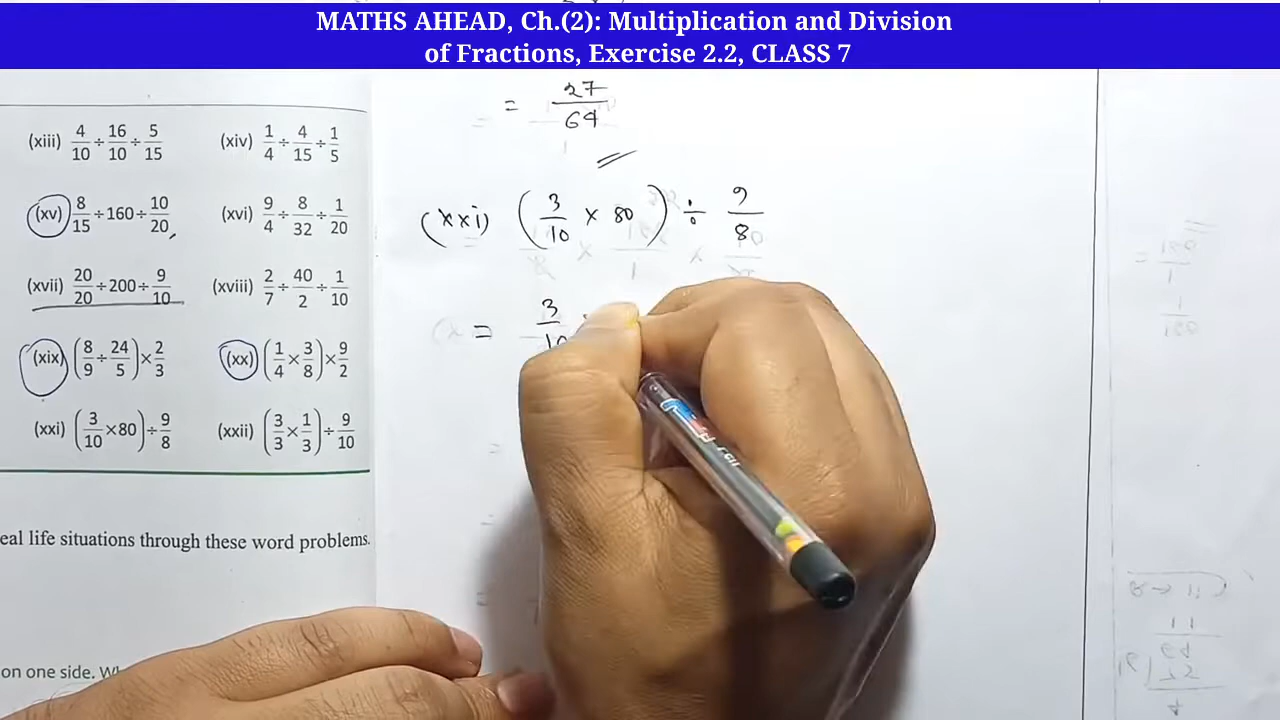 MATHS AHEAD, Ch.(2): Multiplication and Division
of Fractions, Exercise 2.2, CLASS 7
(xiii) 4/10 ÷ 16/10 ÷ 5/15
(xiv) 1/4 ÷ 4/15 ÷ 1/5
(xv) 8/15 ÷ 160 ÷ 10/20
(xvi) 9/4 ÷ 8/32 ÷ 1/20
(xvii) 20/20 ÷ 200 ÷ 9/10
(xviii) 2/7 ÷ 40/2 ÷ 1/10
(xix) (8/9 ÷ 24/5) × 2/3
(xx) (1/4 × 3/8) × 9/2
(xxi) (3/10 × 80) ÷ 9/8
(xxii) (3/3 × 1/3) ÷ 9/10
eal life situations through these word problems.
on one side.
= 27/64
(xxi) (3/10 × 80) ÷ 9/8
= 3/10